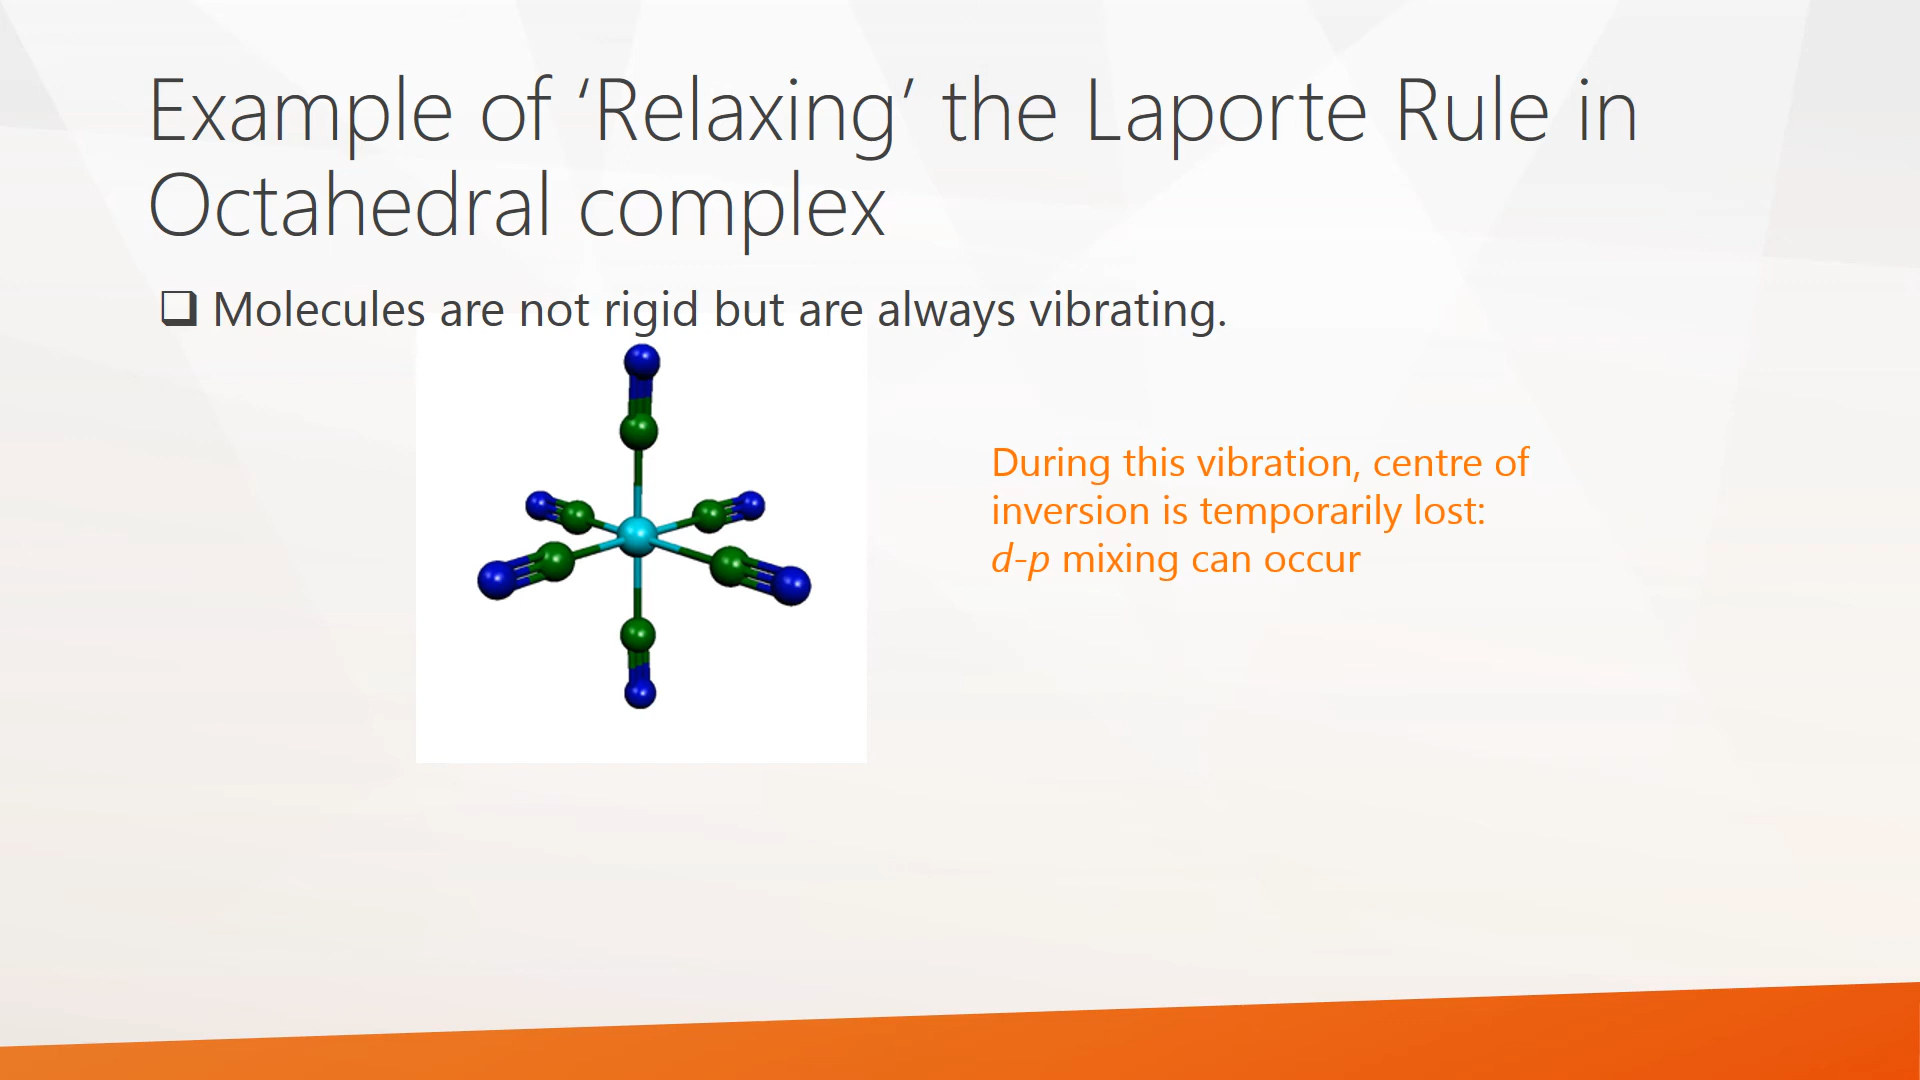 Example of ‘Relaxing’ the Laporte Rule in
Octahedral complex
❑ Molecules are not rigid but are always vibrating.
During this vibration, centre of
inversion is temporarily lost:
d-p mixing can occur